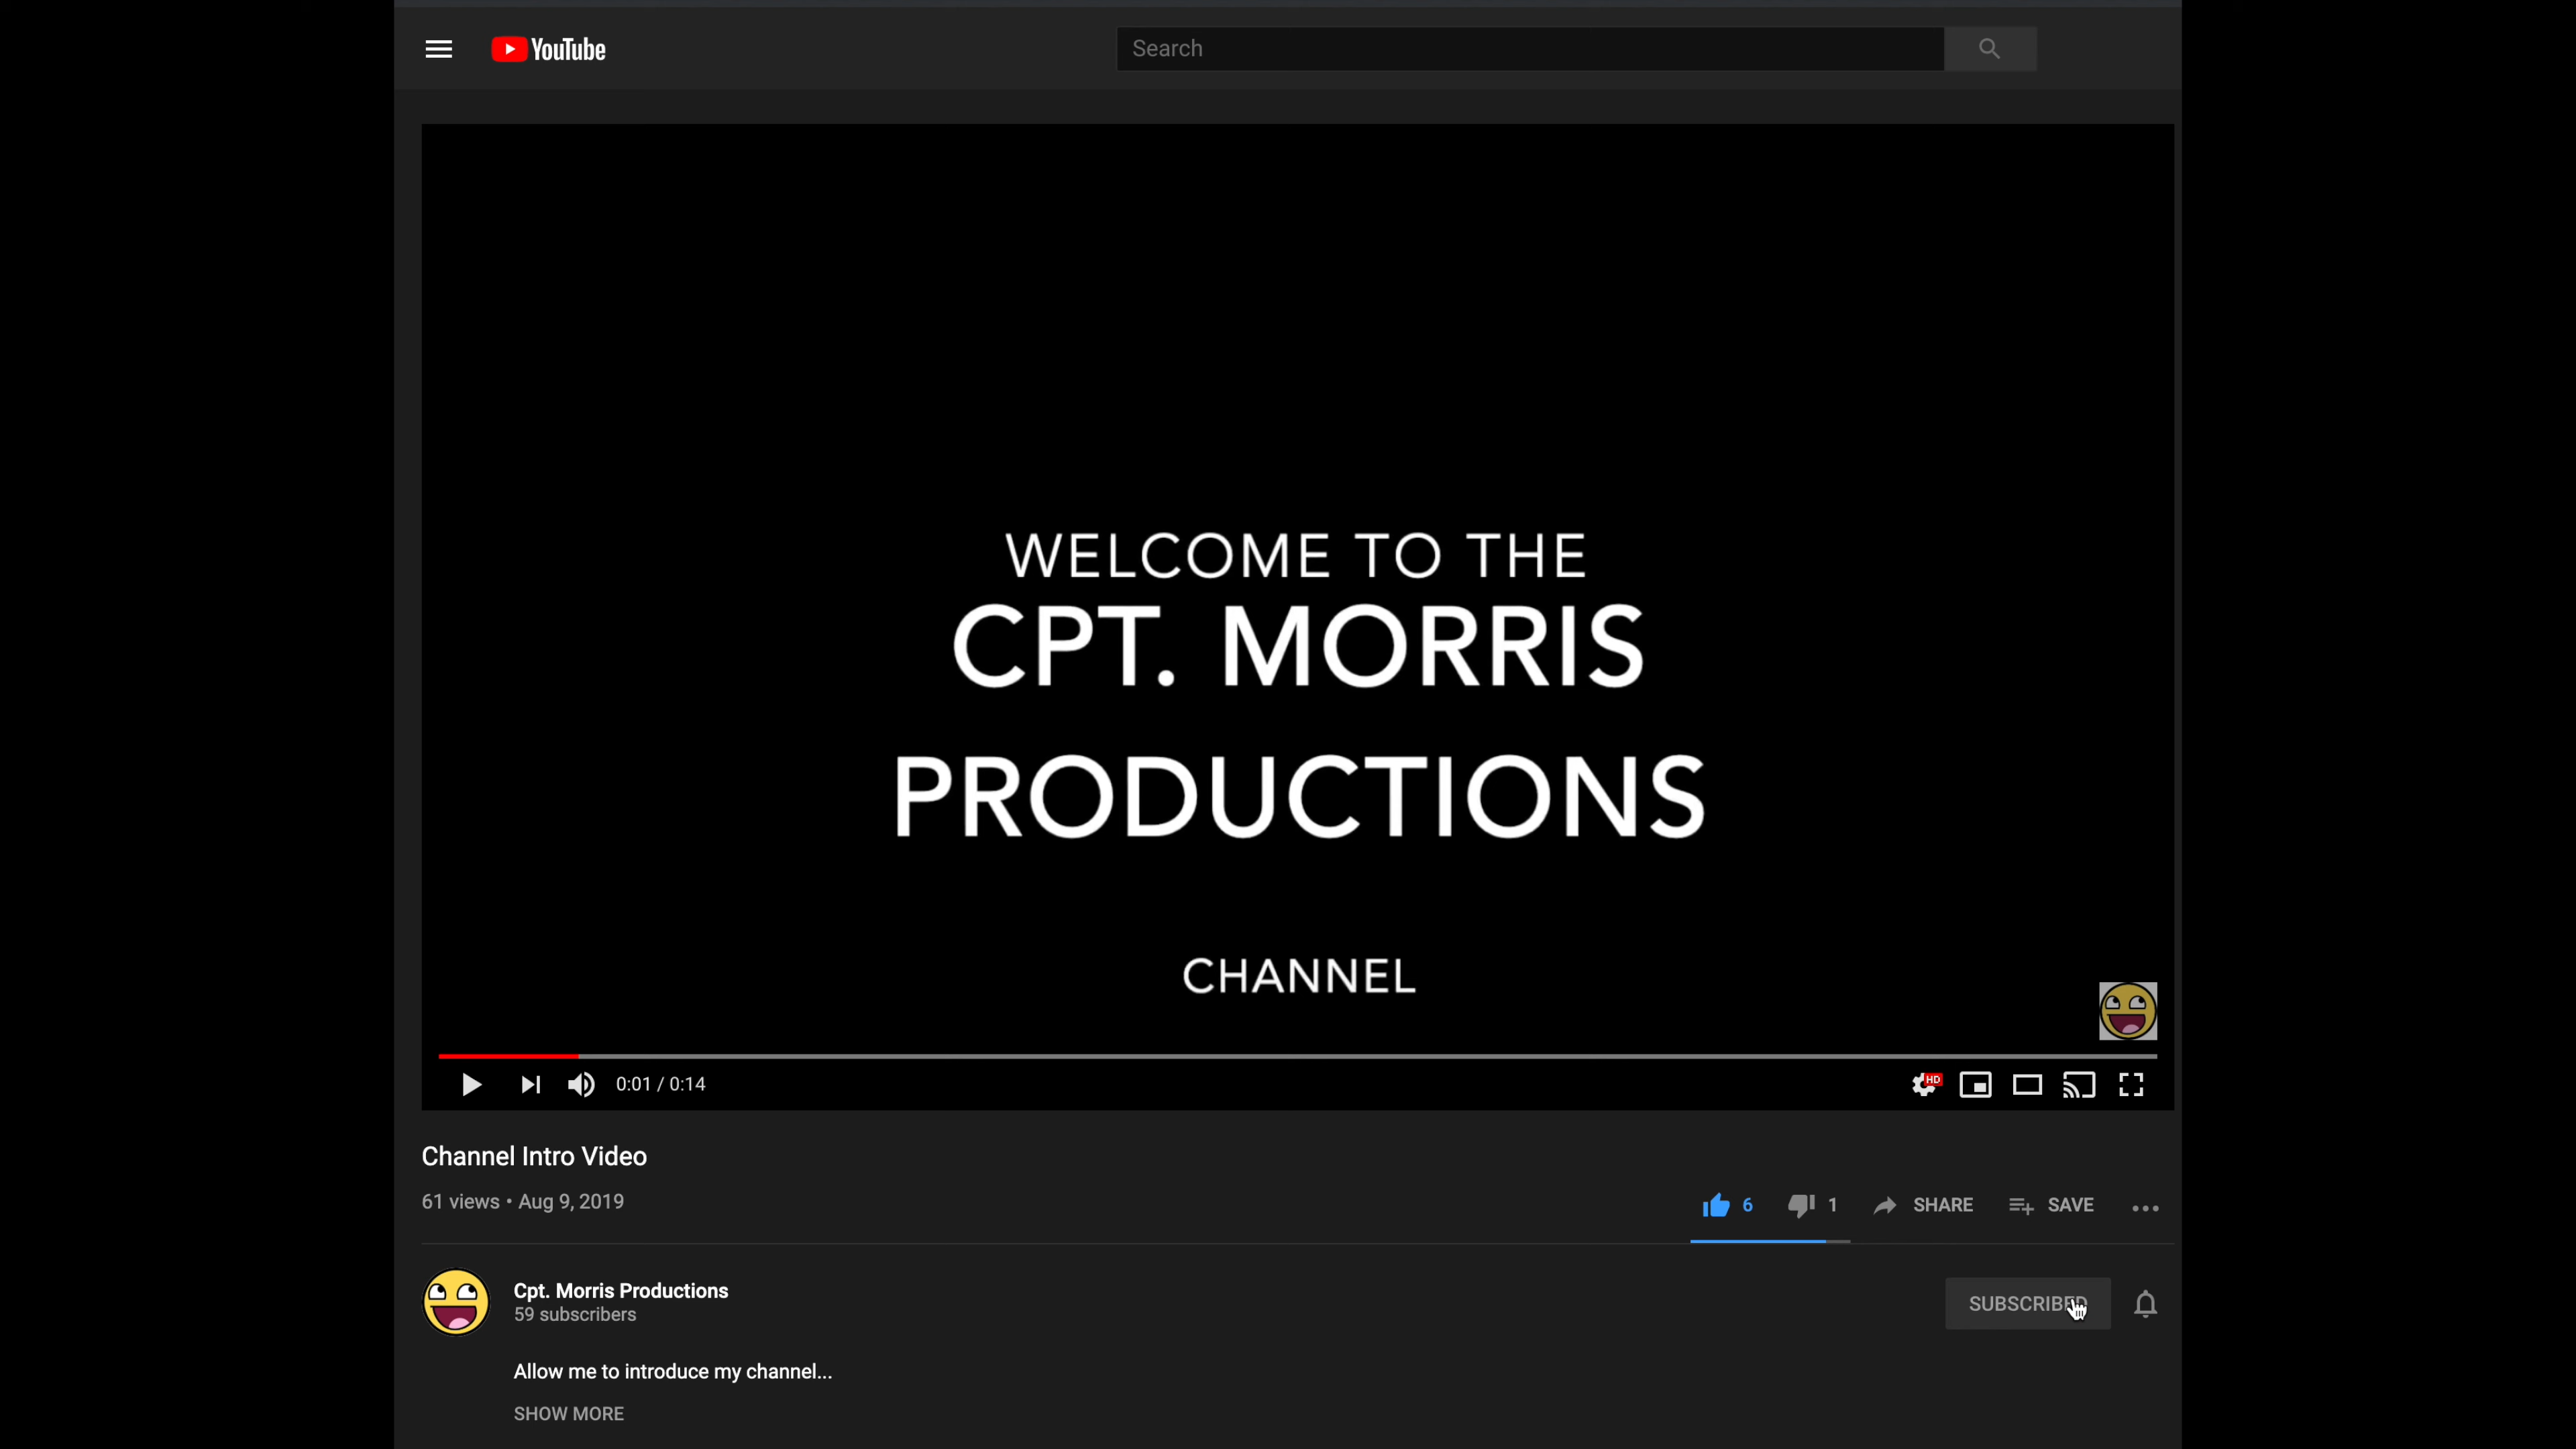 YouTube
Search
WELCOME TO THE
CPT. MORRIS
PRODUCTIONS
CHANNEL
0:01 / 0:14
HD
Channel Intro Video
61 views • Aug 9, 2019
6
1
SHARE
SAVE
Cpt. Morris Productions
59 subscribers
SUBSCRIBED
Allow me to introduce my channel...
SHOW MORE